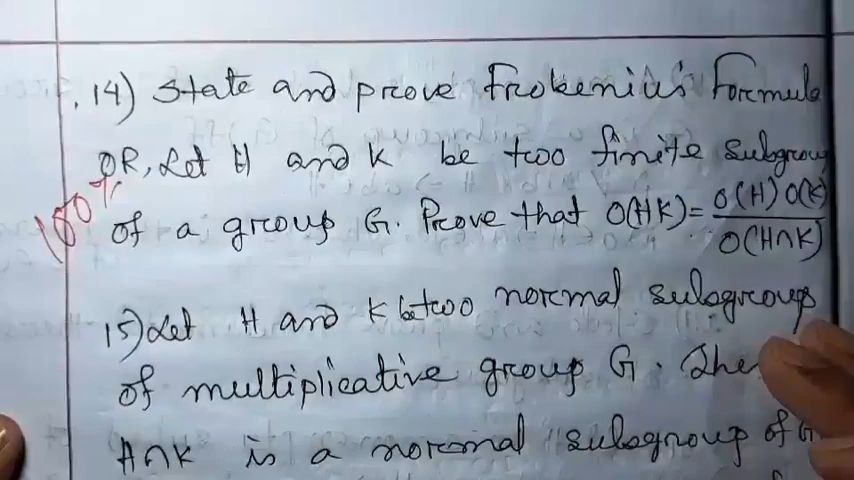 14) State and prove Frobenius Formula
OR, Let H and K be two finite subgroup
100% of a group G. Prove that O(HK) = O(H) O(K) / O(H∩K)
15) Let H and K be two normal subgroups
of multiplicative group G. The
H∩K is a normal subgroup of G